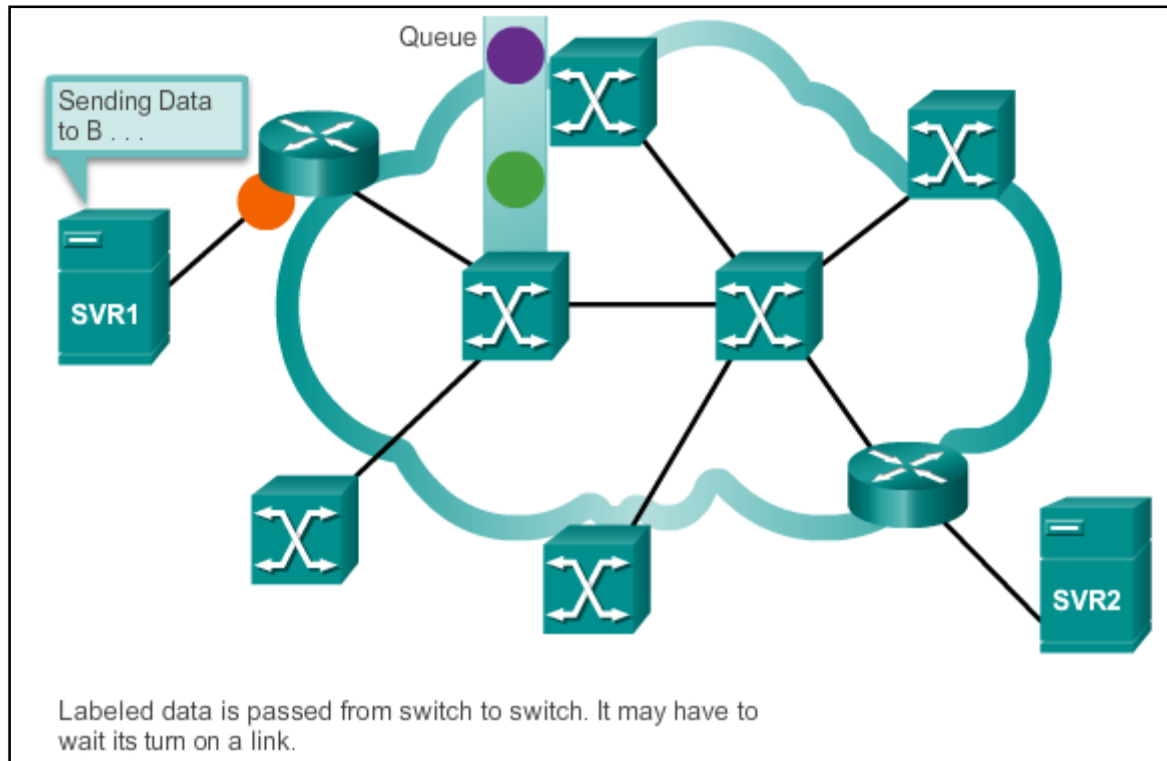 Queue
Sending Data
to B . . .
SVR1
SVR2
Labeled data is passed from switch to switch. It may have to
wait its turn on a link.